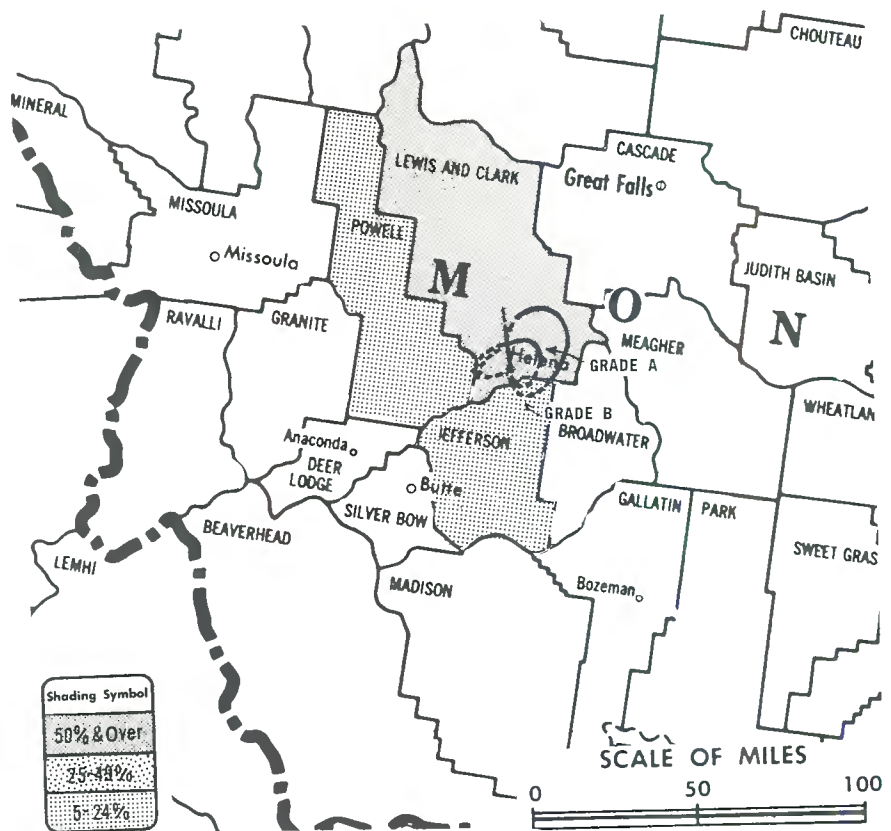 CHOUTEAU
MINERAL
LEWIS AND CLARK
CASCADE
Great Falls
MISSOULA
POWELL
Missoula
M
JUDITH BASIN
O
N
RAVALLI
GRANITE
MEAGHER
Helena
GRADE A
WHEATLAN
GRADE B
JEFFERSON
BROADWATER
Anaconda
DEER
LODGE
Butte
GALLATIN
PARK
SILVER BOW
BEAVERHEAD
SWEET GRAS
LEMHI
MADISON
Bozeman
Shading Symbol
50% & Over
25-49%
5-24%
SCALE OF MILES
0 50 100